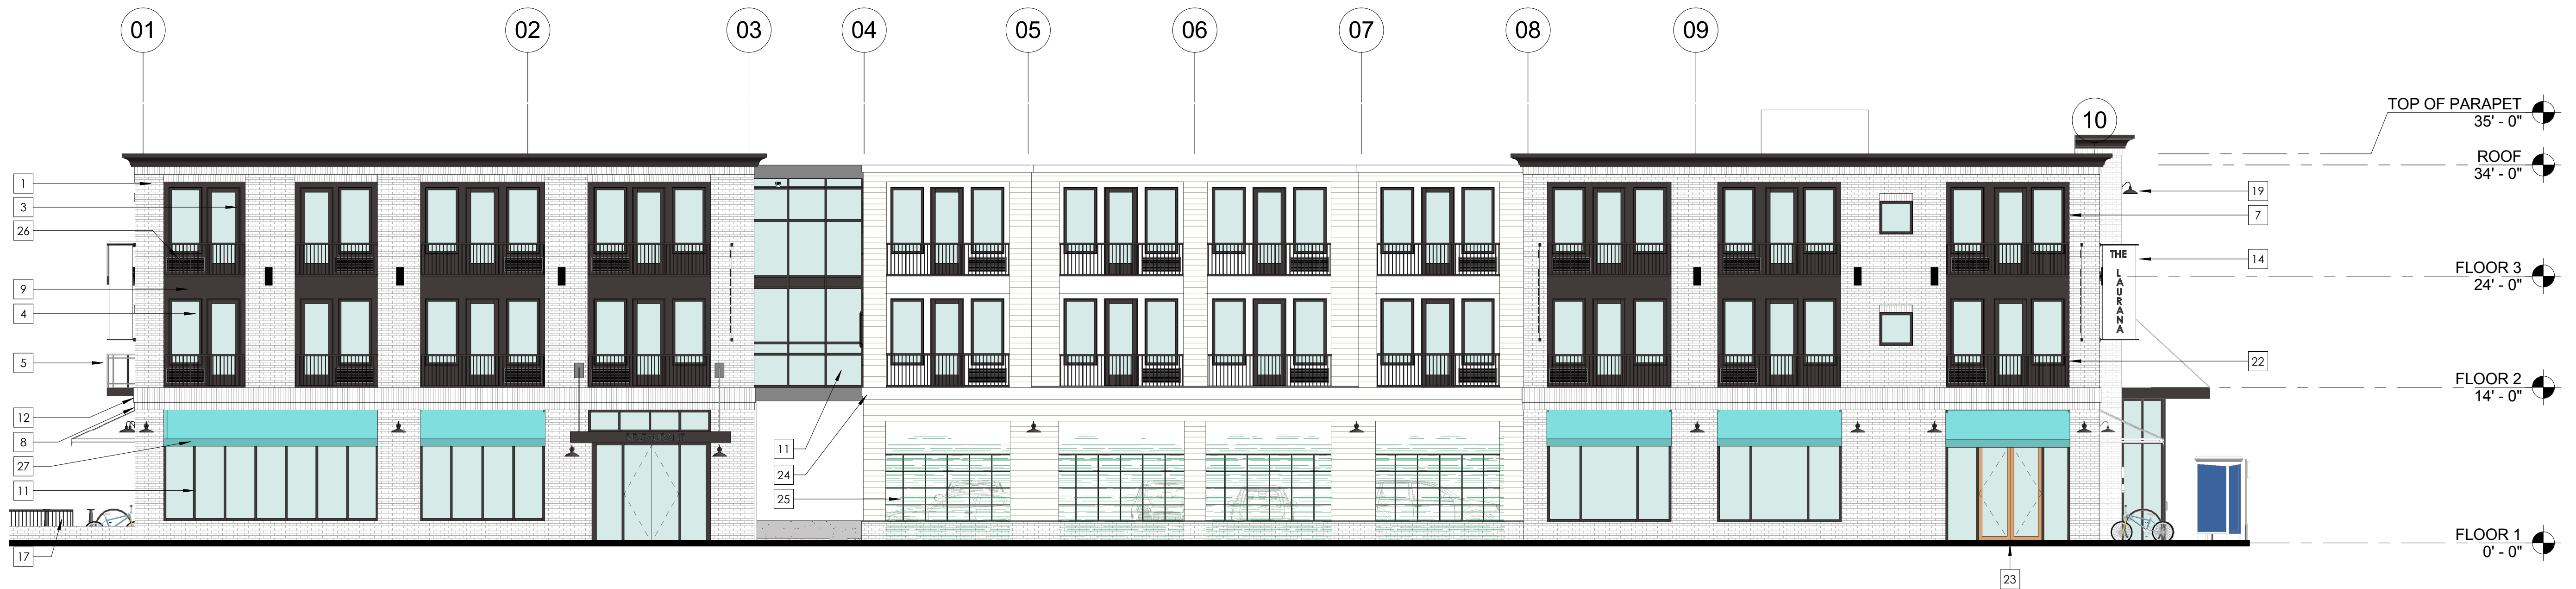 01
02
03
04
05
06
07
08
09
10
TOP OF PARAPET
35' - 0"
ROOF
34' - 0"
FLOOR 3
24' - 0"
FLOOR 2
14' - 0"
FLOOR 1
0' - 0"
1
3
26
9
4
5
12
8
27
11
17
11
24
25
19
7
14
22
23
THE
LAURANA